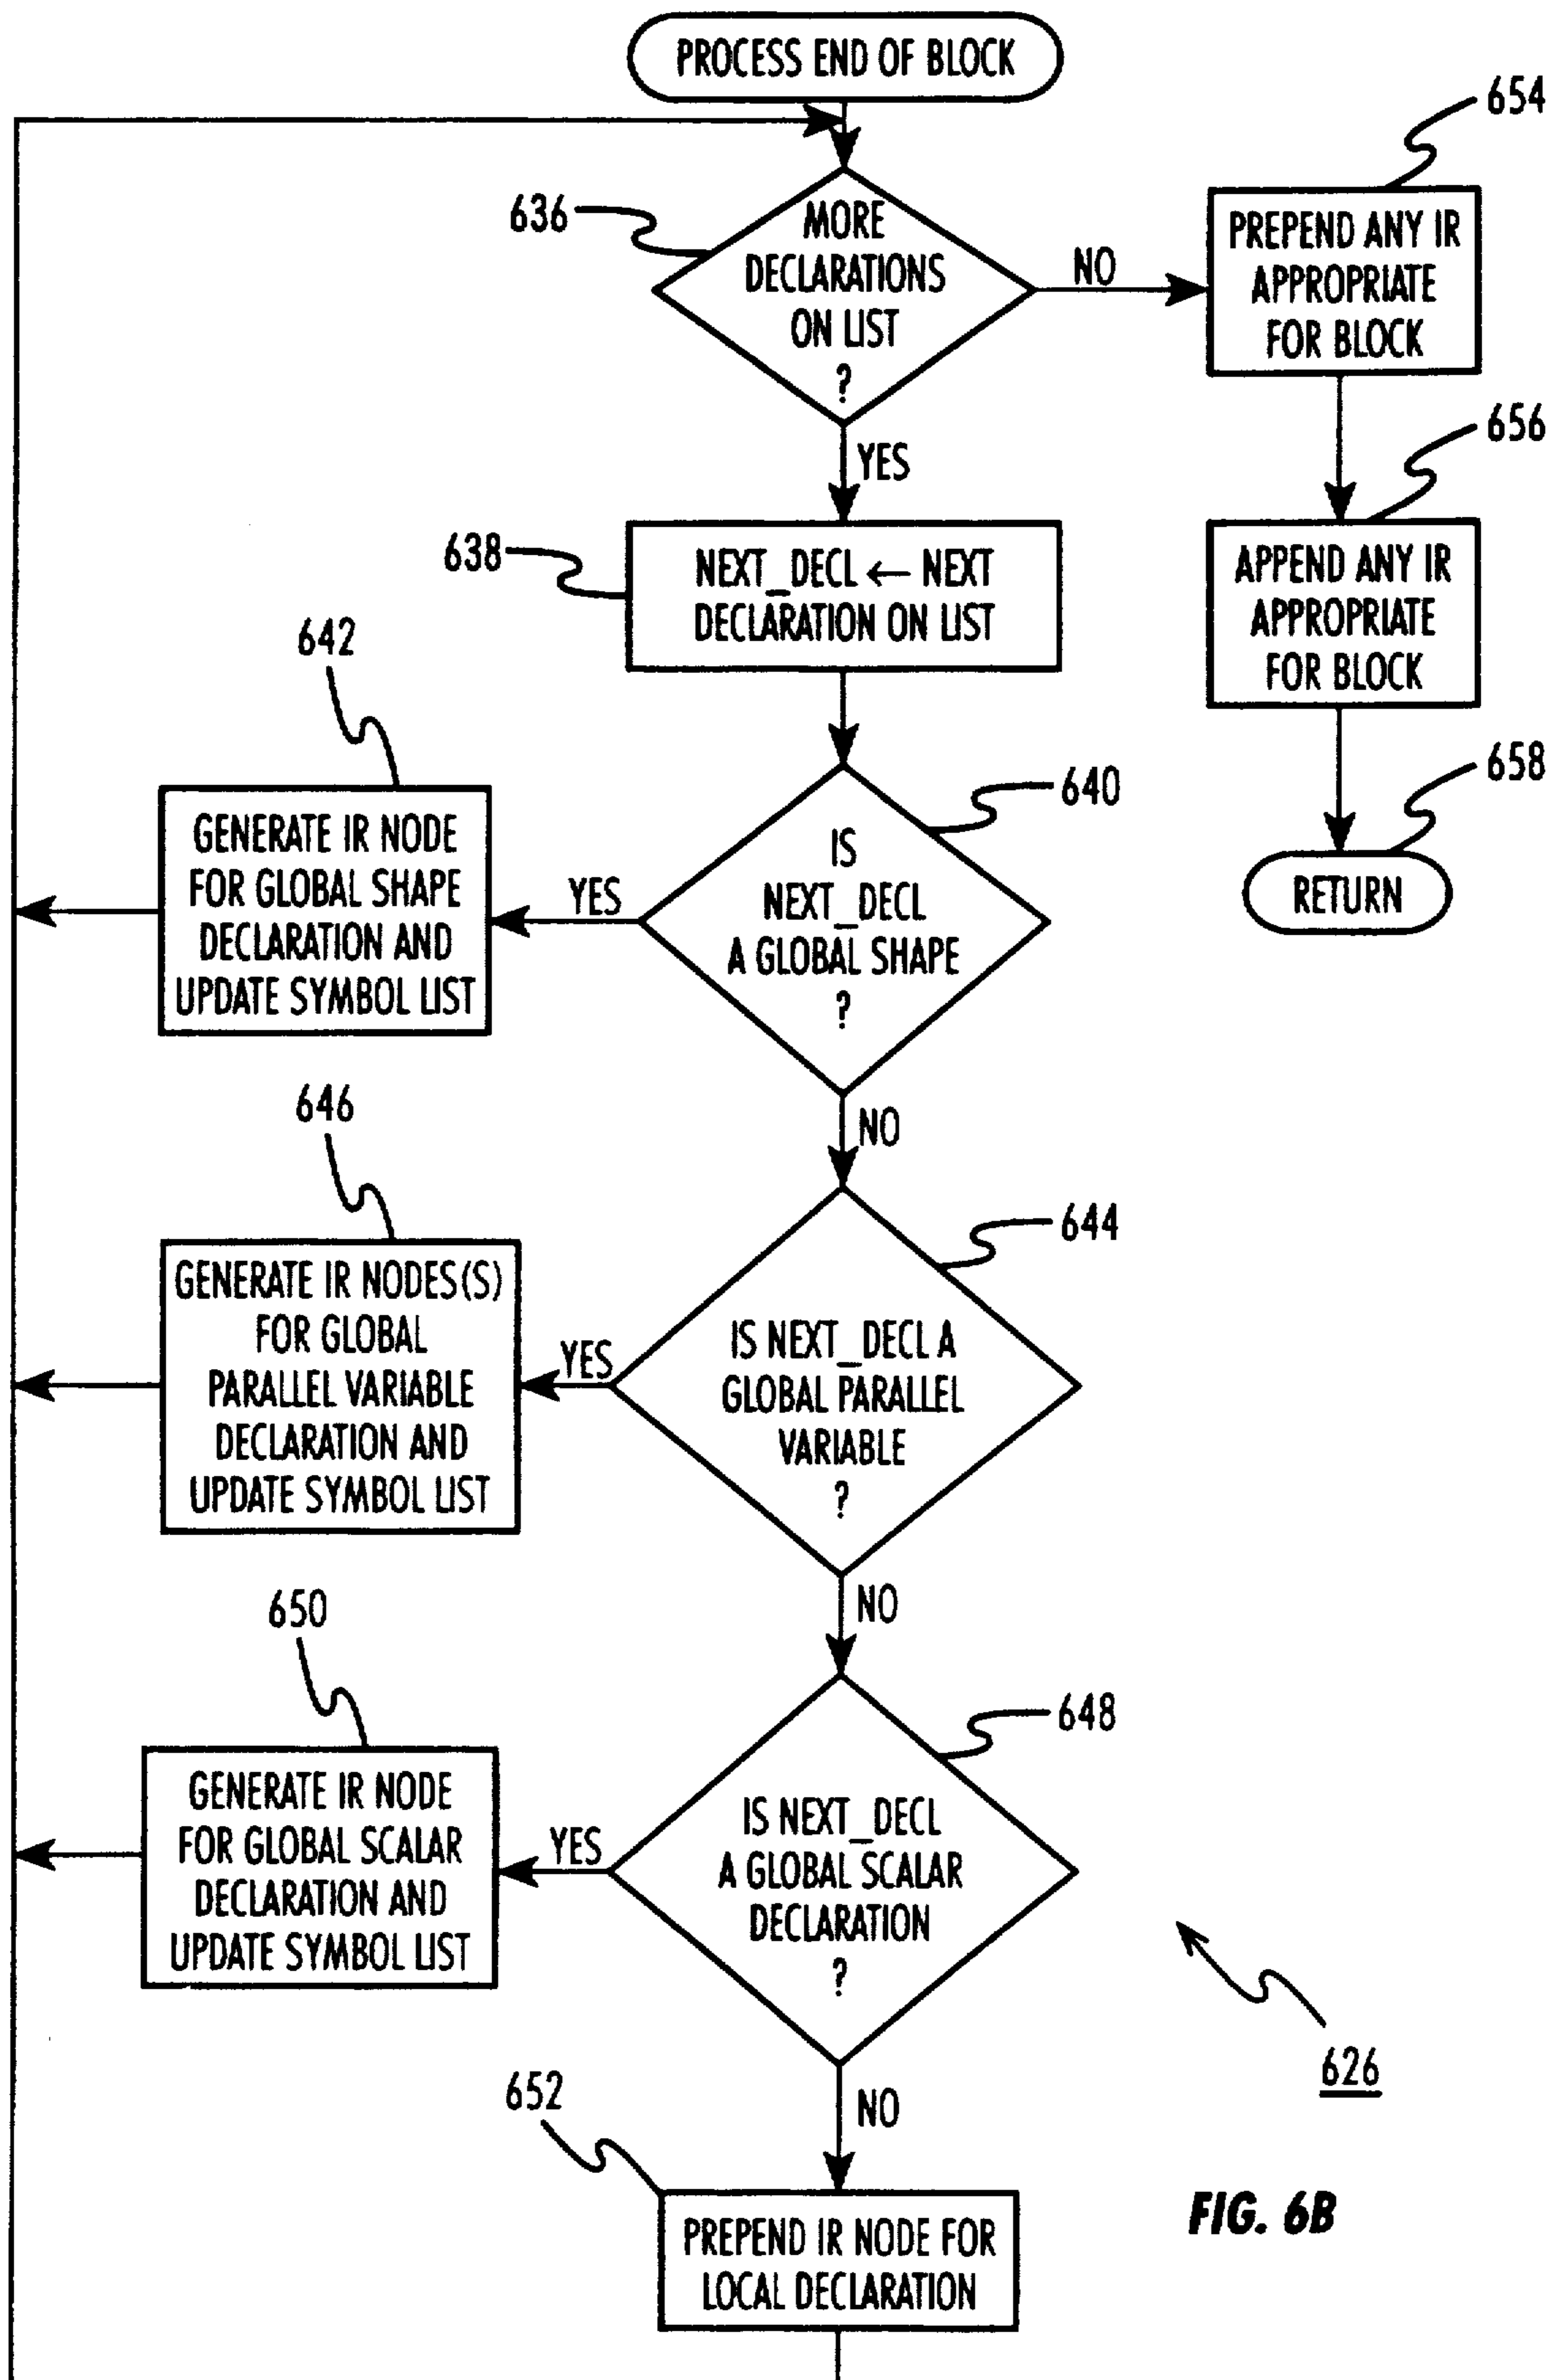 PROCESS END OF BLOCK
654
636
MORE
DECLARATIONS
ON LIST
?
NO
PREPEND ANY IR
APPROPRIATE
FOR BLOCK
656
YES
638
NEXT_DECL ← NEXT
DECLARATION ON LIST
APPEND ANY IR
APPROPRIATE
FOR BLOCK
642
658
640
GENERATE IR NODE
FOR GLOBAL SHAPE
DECLARATION AND
UPDATE SYMBOL LIST
YES
IS
NEXT_DECL
A GLOBAL SHAPE
?
RETURN
646
NO
644
GENERATE IR NODES(S)
FOR GLOBAL
PARALLEL VARIABLE
DECLARATION AND
UPDATE SYMBOL LIST
YES
IS NEXT_DECL A
GLOBAL PARALLEL
VARIABLE
?
650
NO
648
GENERATE IR NODE
FOR GLOBAL SCALAR
DECLARATION AND
UPDATE SYMBOL LIST
YES
IS NEXT_DECL
A GLOBAL SCALAR
DECLARATION
?
626
652
NO
PREPEND IR NODE FOR
LOCAL DECLARATION
FIG. 6B